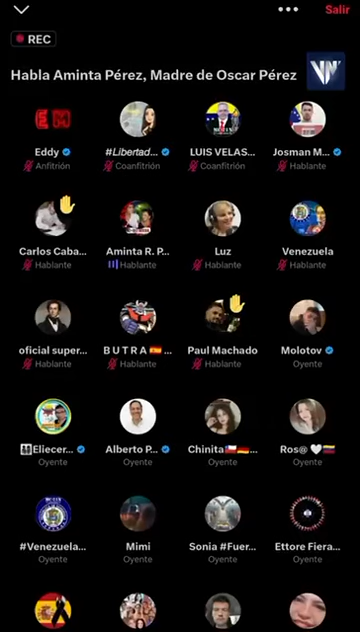 Salir
REC
Habla Aminta Pérez, Madre de Oscar Pérez
VN
EM
Eddy
#Libertad...
LUIS VELAS...
Josman M...
Anfitrión
Coanfitrión
Coanfitrión
Hablante
Carlos Caba...
Aminta R. P...
Luz
Venezuela
Hablante
Hablante
Hablante
Hablante
oficial super...
B U T R A 🇪🇸 ...
Paul Machado
Molotov
Hablante
Hablante
Hablante
Oyente
Eliecer...
Alberto P...
Chinita🇨🇱🇩🇪...
Ros@ 🤍🇻🇪
Oyente
Oyente
Oyente
Oyente
#Venezuela...
Mimi
Sonia #Fuer...
Ettore Fiera...
Oyente
Oyente
Oyente
Oyente